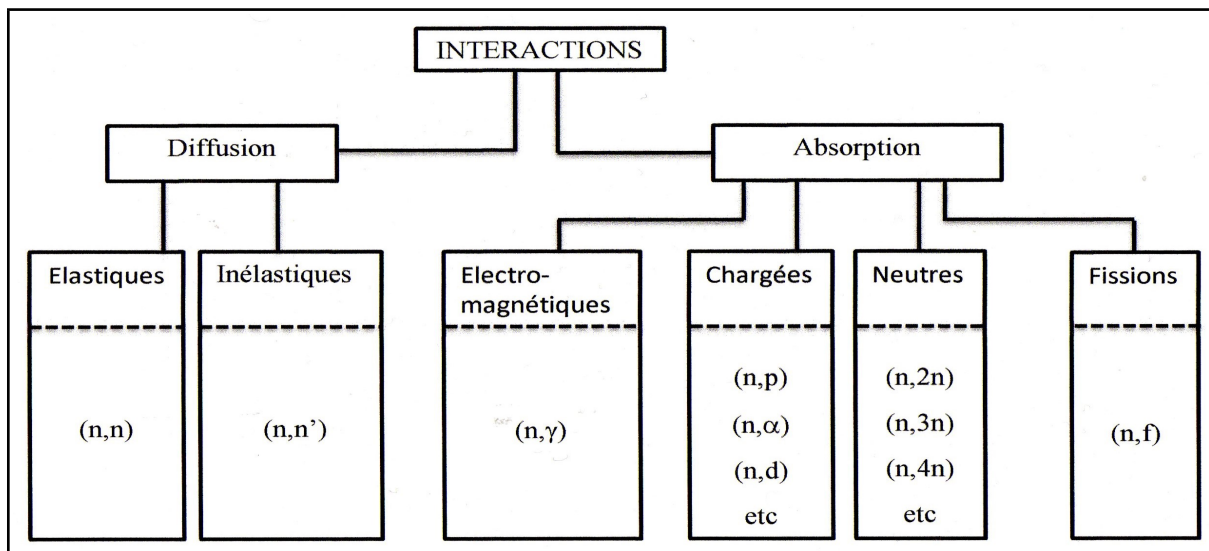 INTERACTIONS
Diffusion
Absorption
Elastiques
(n,n)
Inélastiques
(n,n’)
Electro-
magnétiques
(n,γ)
Chargées
(n,p)
(n,α)
(n,d)
etc
Neutres
(n,2n)
(n,3n)
(n,4n)
etc
Fissions
(n,f)